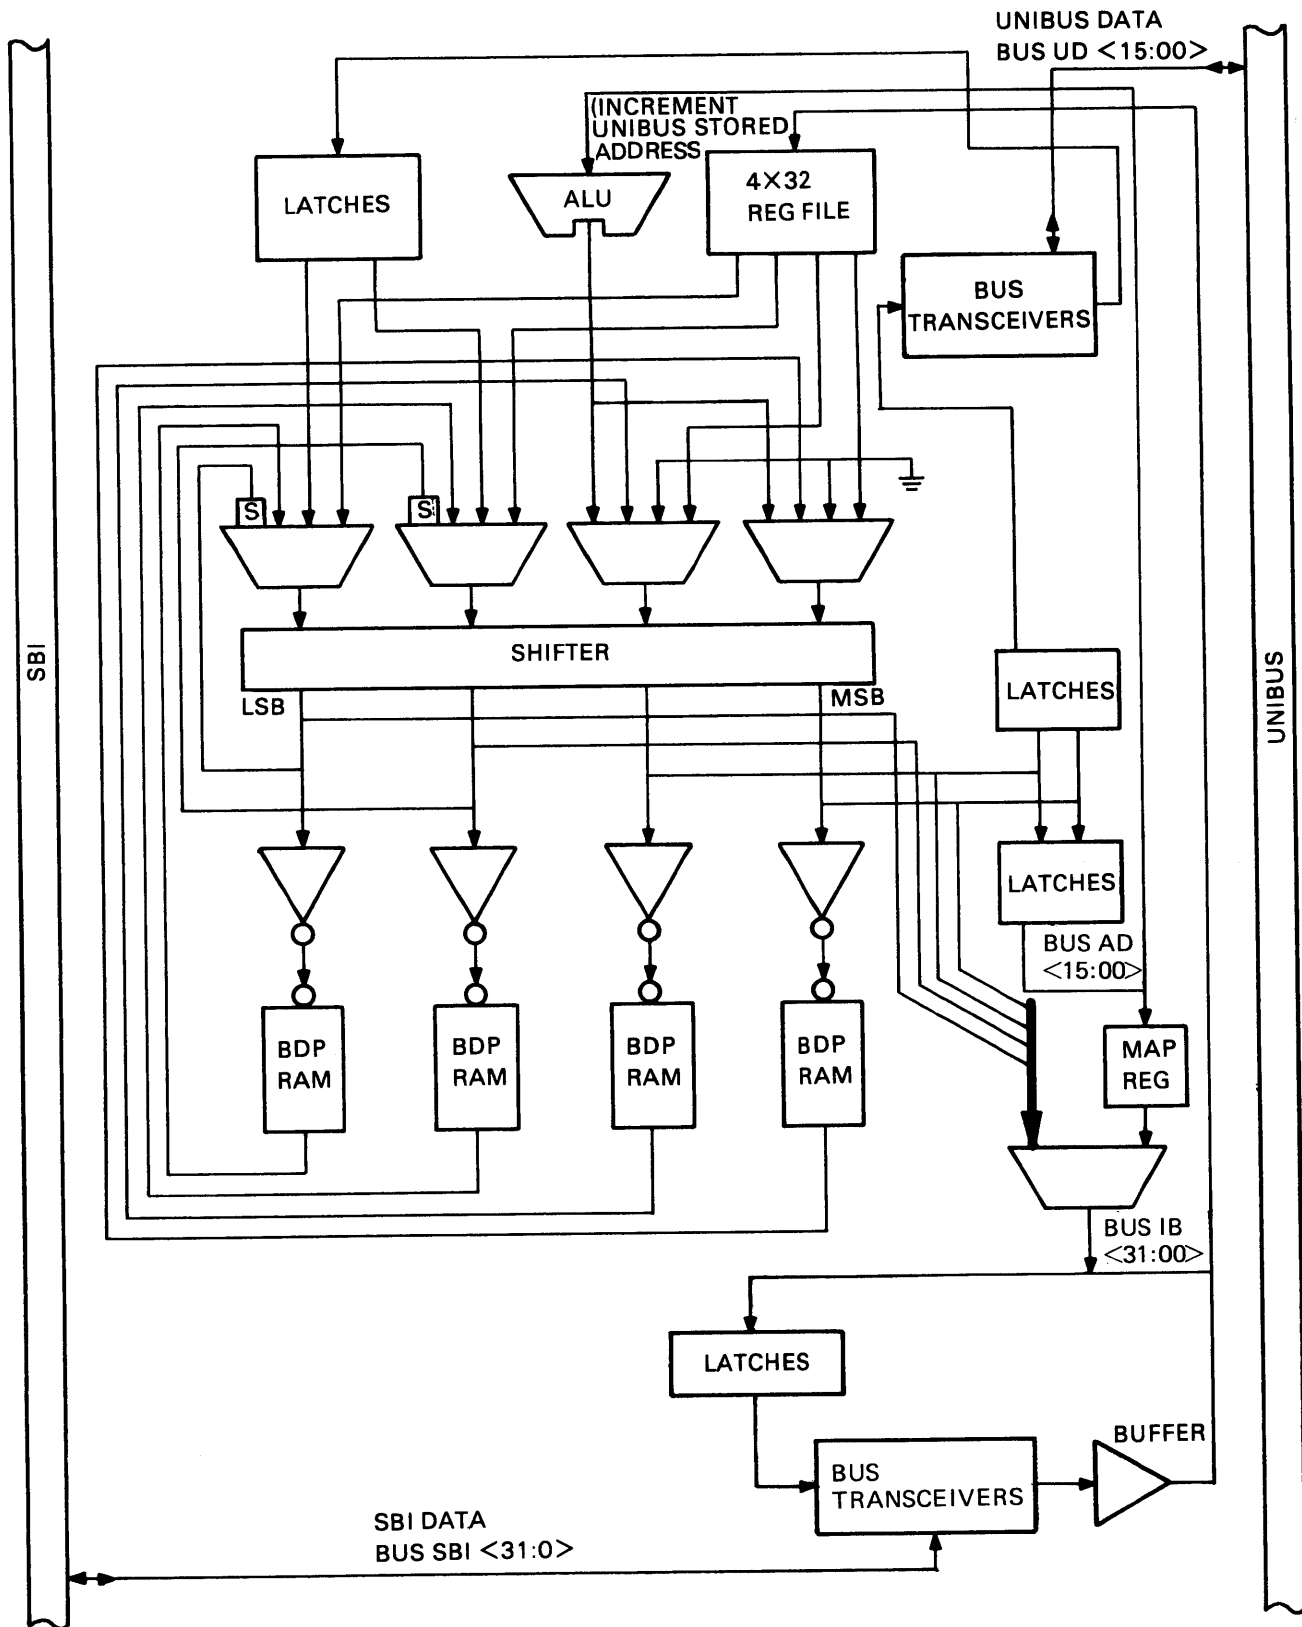 UNIBUS DATA
BUS UD <15:00>
(INCREMENT
UNIBUS STORED
ADDRESS
LATCHES
ALU
4X32
REG FILE
BUS
TRANSCEIVERS
S
S
SHIFTER
LSB
MSB
SBI
UNIBUS
LATCHES
LATCHES
BUS AD
<15:00>
BDP
RAM
BDP
RAM
BDP
RAM
BDP
RAM
MAP
REG
BUS IB
<31:00>
LATCHES
BUFFER
BUS
TRANSCEIVERS
SBI DATA
BUS SBI <31:0>